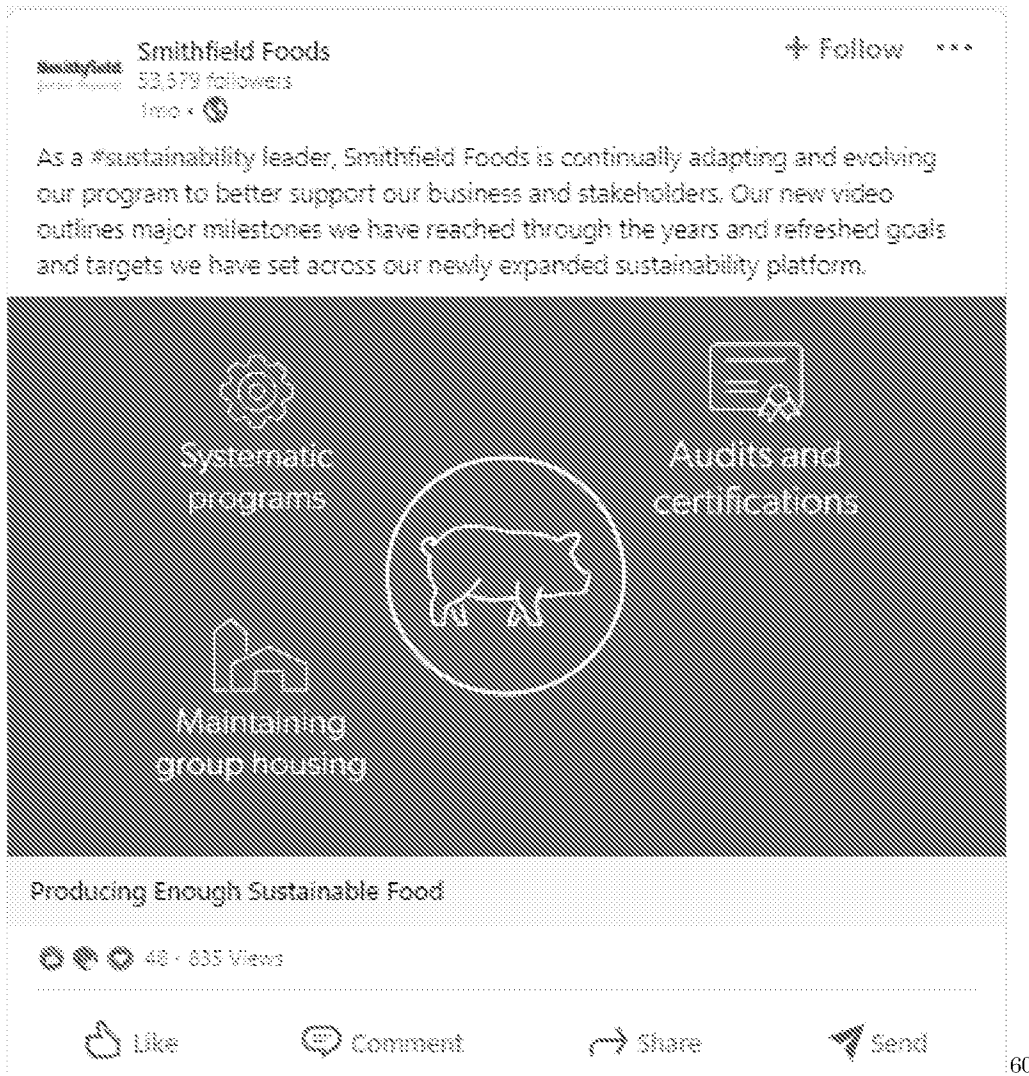 Smithfield Foods
+ Follow
Smithfield
followers
1mo
As a #sustainability leader, Smithfield Foods is continually adapting and evolving
our program to better support our business and stakeholders. Our new video
outlines major milestones we have reached through the years and refreshed goals
and targets we have set across our newly expanded sustainability platform.
Systematic
programs
Audits and
certifications
Maintaining
group housing
Producing Enough Sustainable Food
48 · 835 Views
Like Comment Share Send
60